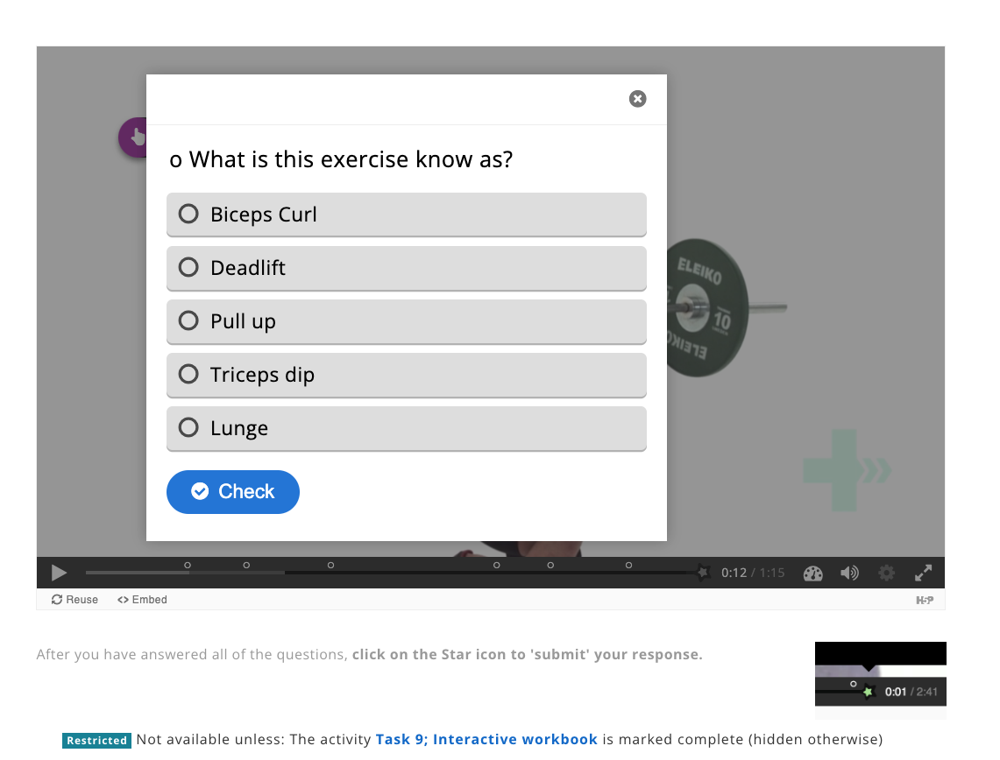 o What is this exercise know as?
Biceps Curl
Deadlift
Pull up
Triceps dip
Lunge
Check
ELEIKO
10
ELEIKO
0:12 / 1:15
Reuse
<> Embed
H5P
After you have answered all of the questions, click on the Star icon to 'submit' your response.
0:01 / 2:41
Restricted Not available unless: The activity Task 9; Interactive workbook is marked complete (hidden otherwise)